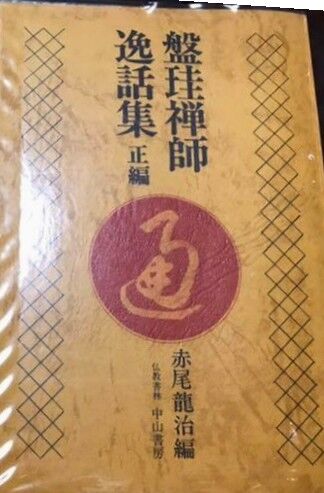 盤珪禅師
逸話集 正編
赤尾龍治編
仏教書林 中山書房